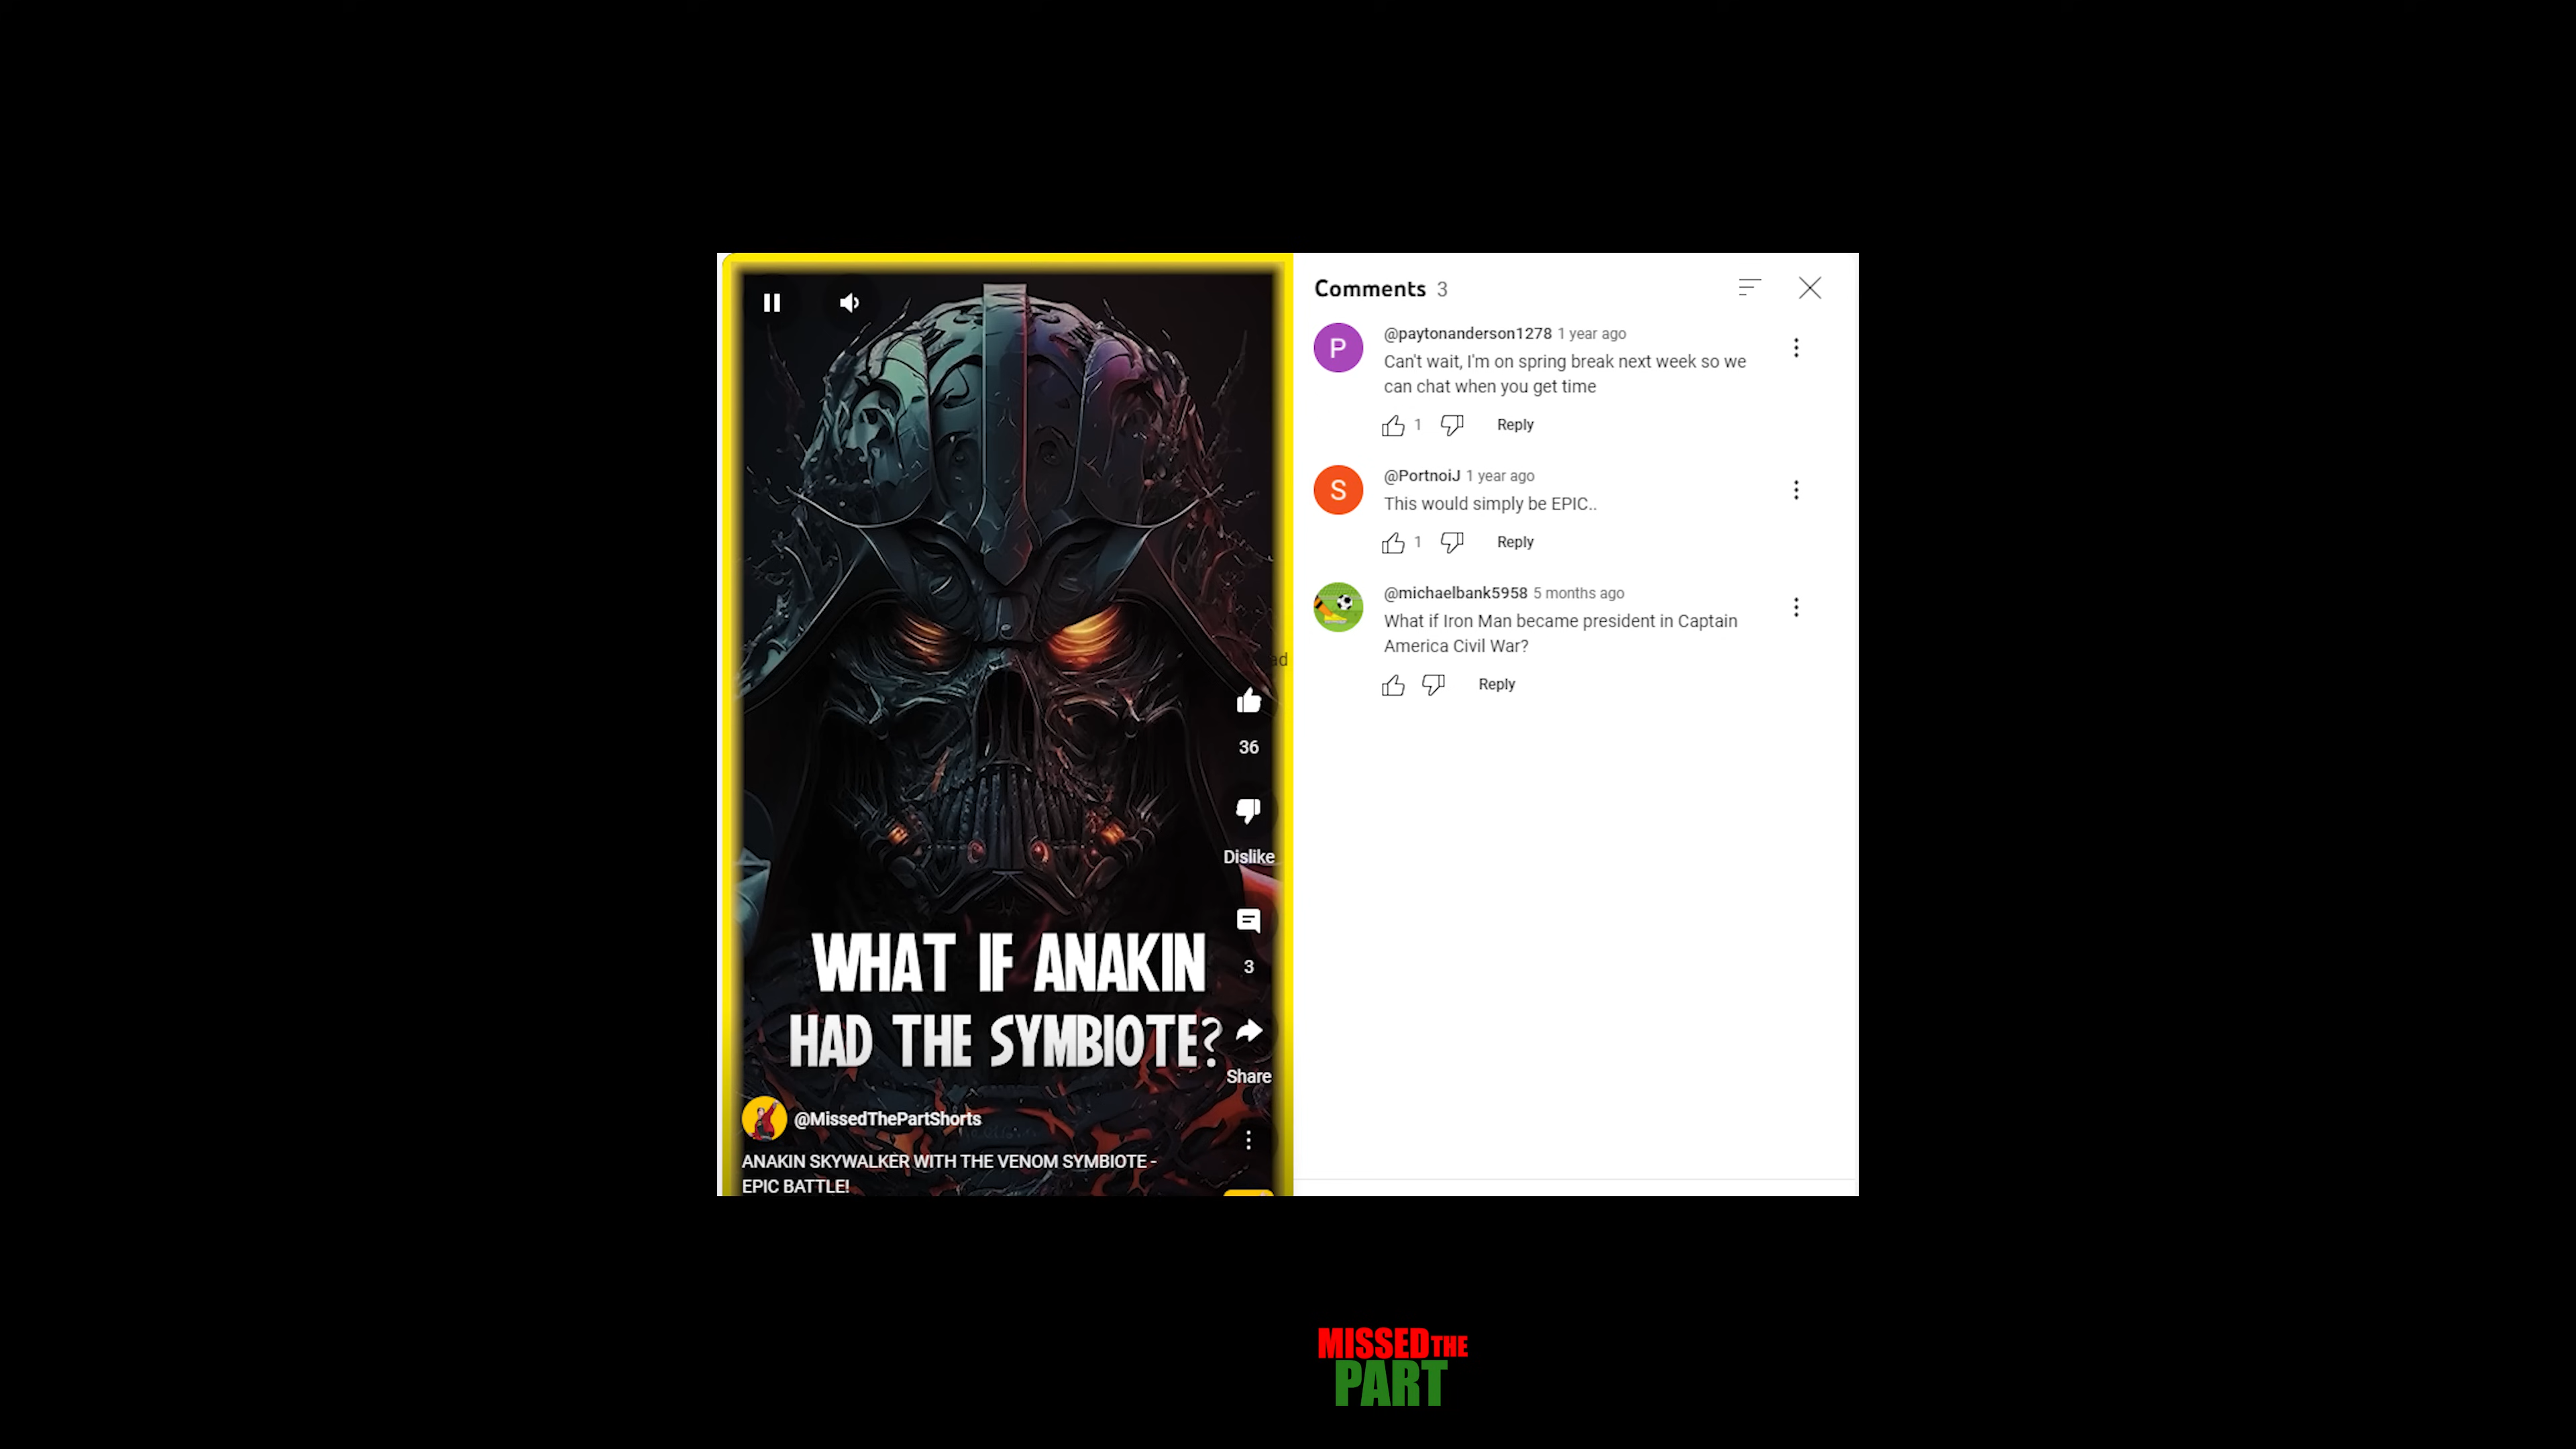 WHAT IF ANAKIN
HAD THE SYMBIOTE?
@MissedThePartShorts
ANAKIN SKYWALKER WITH THE VENOM SYMBIOTE -
EPIC BATTLE!
ad
36
Dislike
3
Share
Comments 3
P
@paytonanderson1278 1 year ago
Can't wait, I'm on spring break next week so we
can chat when you get time
1 Reply
S
@PortnoiJ 1 year ago
This would simply be EPIC..
1 Reply
@michaelbank5958 5 months ago
What if Iron Man became president in Captain
America Civil War?
Reply
MISSED THE
PART